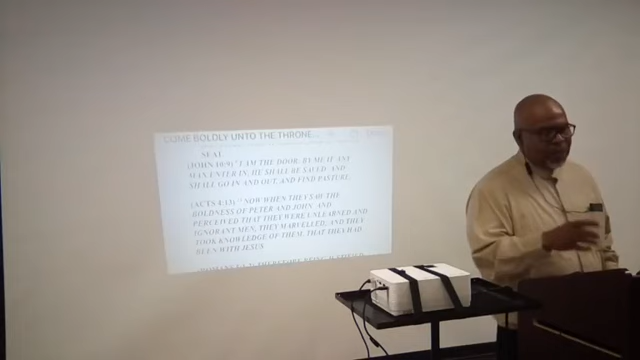 COME BOLDLY UNTO THE THRONE...
SEAT
(JOHN 10:9) "I AM THE DOOR: BY ME IF ANY
MAN ENTER IN, HE SHALL BE SAVED, AND
SHALL GO IN AND OUT, AND FIND PASTURE.
(ACTS 4:13) "NOW WHEN THEY SAW THE
BOLDNESS OF PETER AND JOHN AND
PERCEIVED THAT THEY WERE UNLEARNED AND
IGNORANT MEN, THEY MARVELLED; AND THEY
TOOK KNOWLEDGE OF THEM, THAT THEY HAD
BEEN WITH JESUS